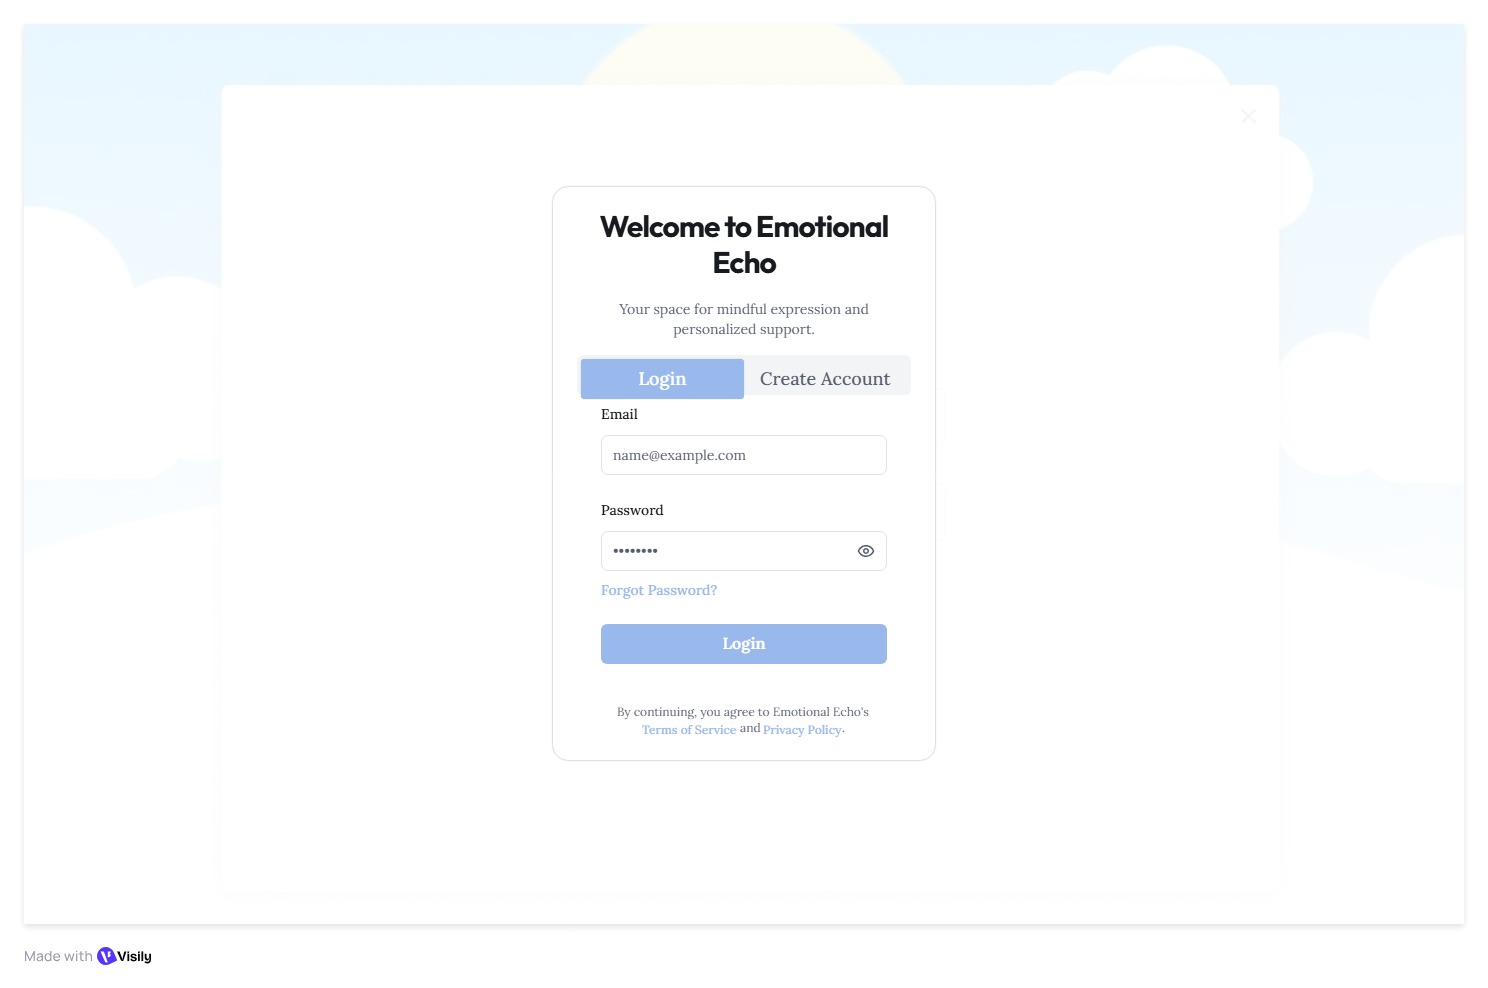 Welcome to Emotional
Echo
Your space for mindful expression and
personalized support.
Login
Create Account
Email
name@example.com
Password
••••••••
Forgot Password?
Login
By continuing, you agree to Emotional Echo's
Terms of Service and Privacy Policy.
Made with Visily